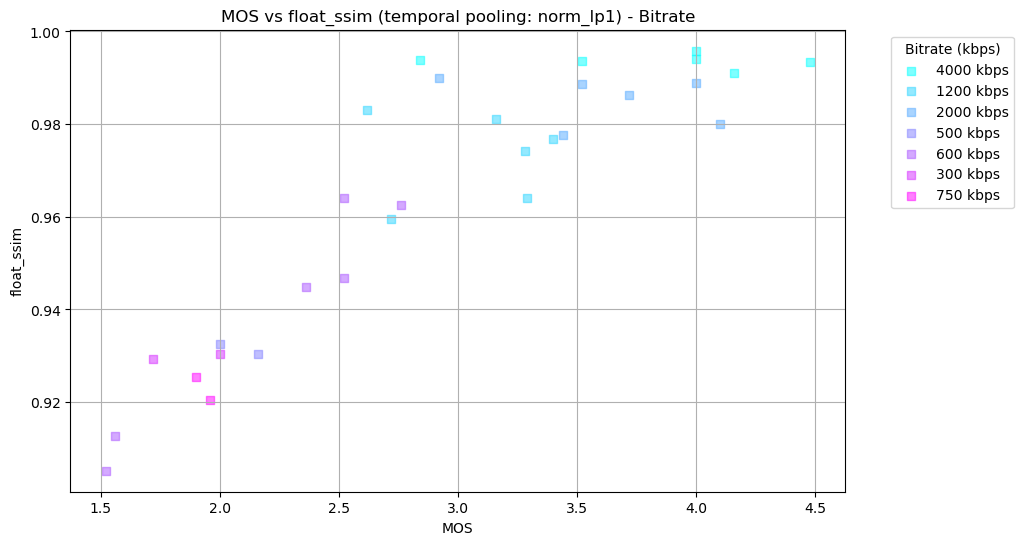 MOS vs float_ssim (temporal pooling: norm_lp1) - Bitrate
1.00
0.98
0.96
0.94
0.92
float_ssim
1.5
2.0
2.5
3.0
3.5
4.0
4.5
MOS
Bitrate (kbps)
4000 kbps
1200 kbps
2000 kbps
500 kbps
600 kbps
300 kbps
750 kbps